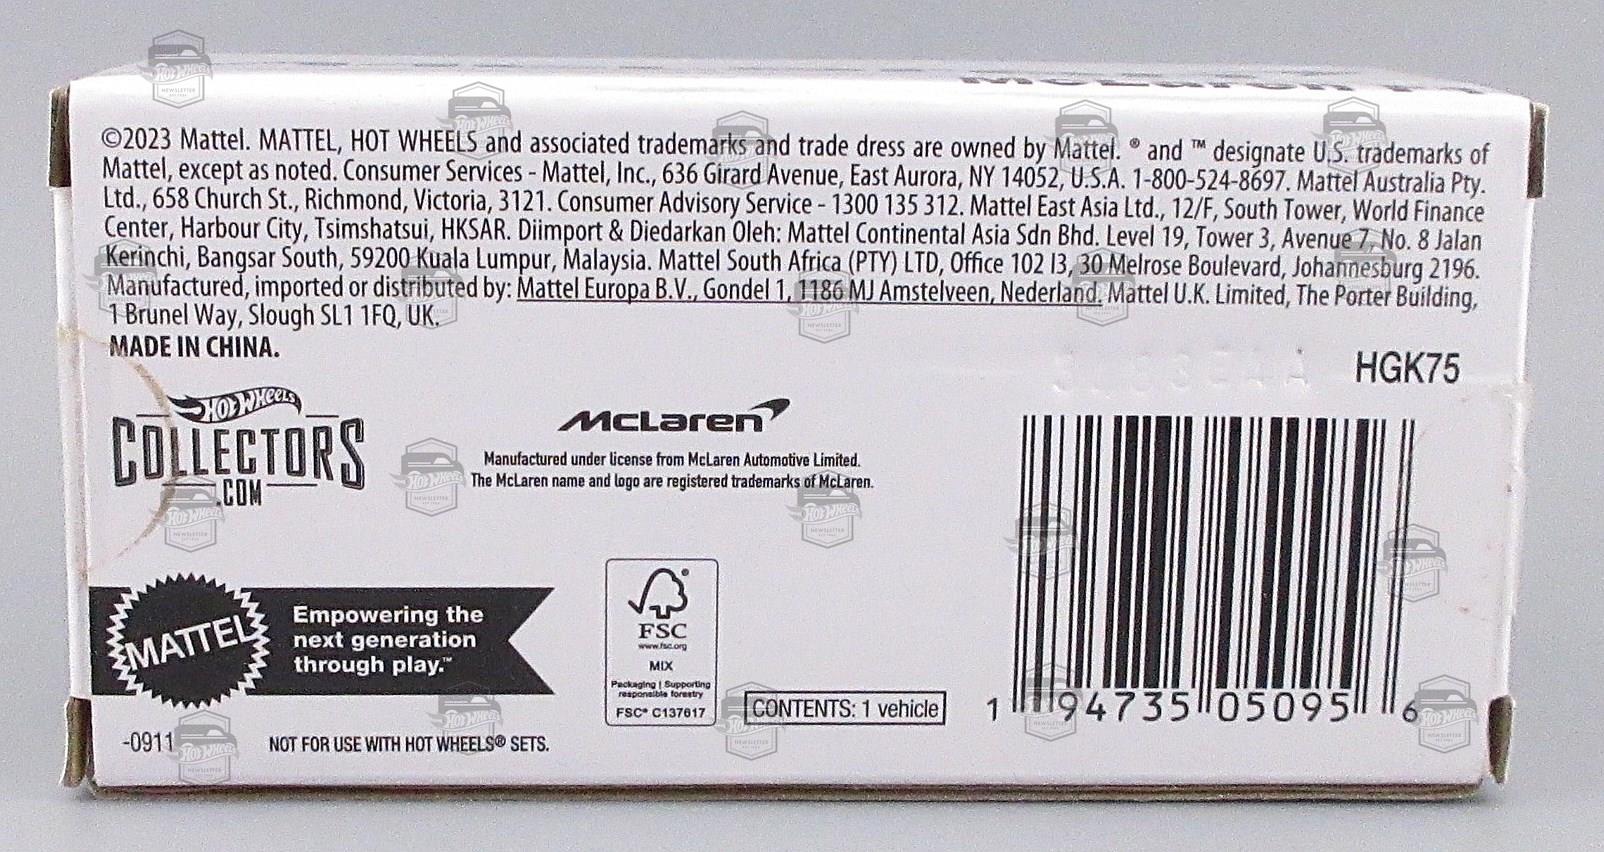 McLaren F1
©2023 Mattel. MATTEL, HOT WHEELS and associated trademarks and trade dress are owned by Mattel. ® and ™ designate U.S. trademarks of
Mattel, except as noted. Consumer Services - Mattel, Inc., 636 Girard Avenue, East Aurora, NY 14052, U.S.A. 1-800-524-8697. Mattel Australia Pty.
Ltd., 658 Church St., Richmond, Victoria, 3121. Consumer Advisory Service - 1300 135 312. Mattel East Asia Ltd., 12/F, South Tower, World Finance
Center, Harbour City, Tsimshatsui, HKSAR. Diimport & Diedarkan Oleh: Mattel Continental Asia Sdn Bhd. Level 19, Tower 3, Avenue 7, No. 8 Jalan
Kerinchi, Bangsar South, 59200 Kuala Lumpur, Malaysia. Mattel South Africa (PTY) LTD, Office 102 I3, 30 Melrose Boulevard, Johannesburg 2196.
Manufactured, imported or distributed by: Mattel Europa B.V., Gondel 1, 1186 MJ Amstelveen, Nederland. Mattel U.K. Limited, The Porter Building,
1 Brunel Way, Slough SL1 1FQ, UK.
MADE IN CHINA.
HGK75
HOT WHEELS
COLLECTORS
.COM
McLaren
Manufactured under license from McLaren Automotive Limited.
The McLaren name and logo are registered trademarks of McLaren.
MATTEL
Empowering the
next generation
through play.™
FSC
www.fsc.org
MIX
Packaging | Supporting
responsible forestry
FSC® C137617
CONTENTS: 1 vehicle
1 94735 05095 6
-0911
NOT FOR USE WITH HOT WHEELS® SETS.
HOT WHEELS
NEWSLETTER